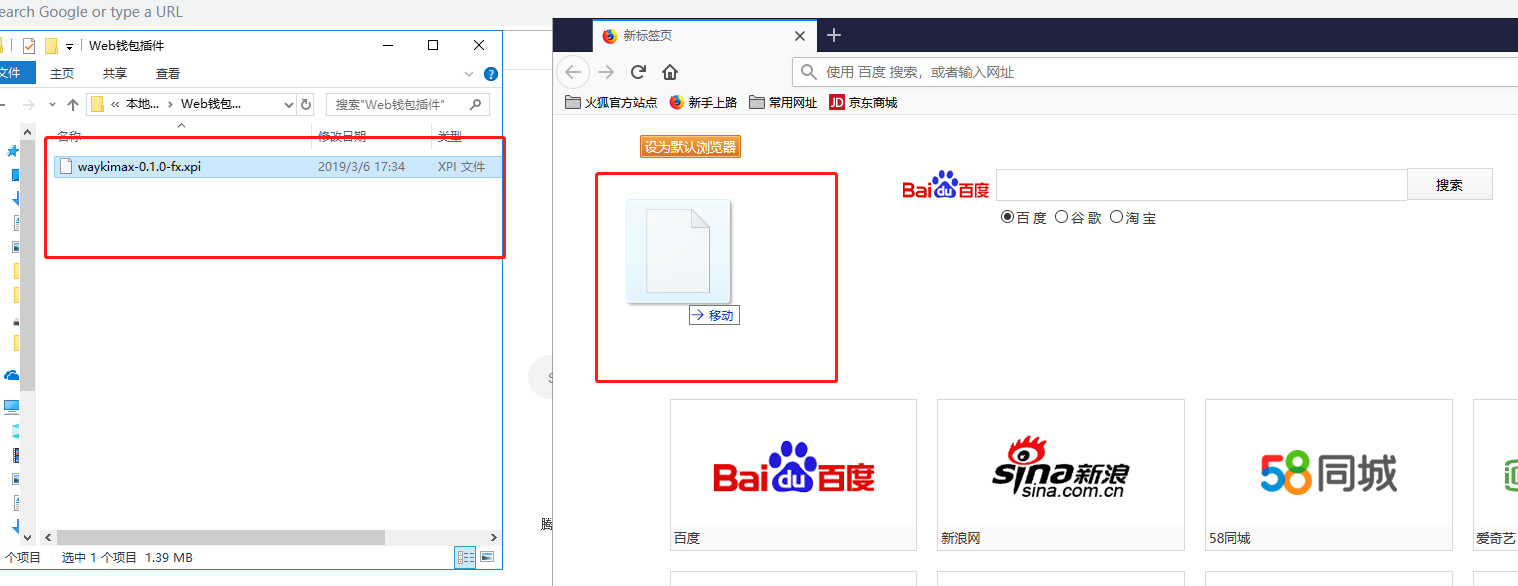 earch Google or type a URL
Web钱包插件
文件 主页 共享 查看
« 本地... › Web钱包...
搜索"Web钱包插件"
名称 修改日期 类型
waykimax-0.1.0-fx.xpi 2019/3/6 17:34 XPI 文件
个项目 选中 1 个项目 1.39 MB
腾
新标签页
使用 百度 搜索，或者输入网址
火狐官方站点 新手上路 常用网址 JD 京东商城
设为默认浏览器
Bai du 百度 搜索
百度 谷歌 淘宝
移动
Bai du 百度
sina新浪
sina.com.cn
58同城
百度 新浪网 58同城 爱奇艺